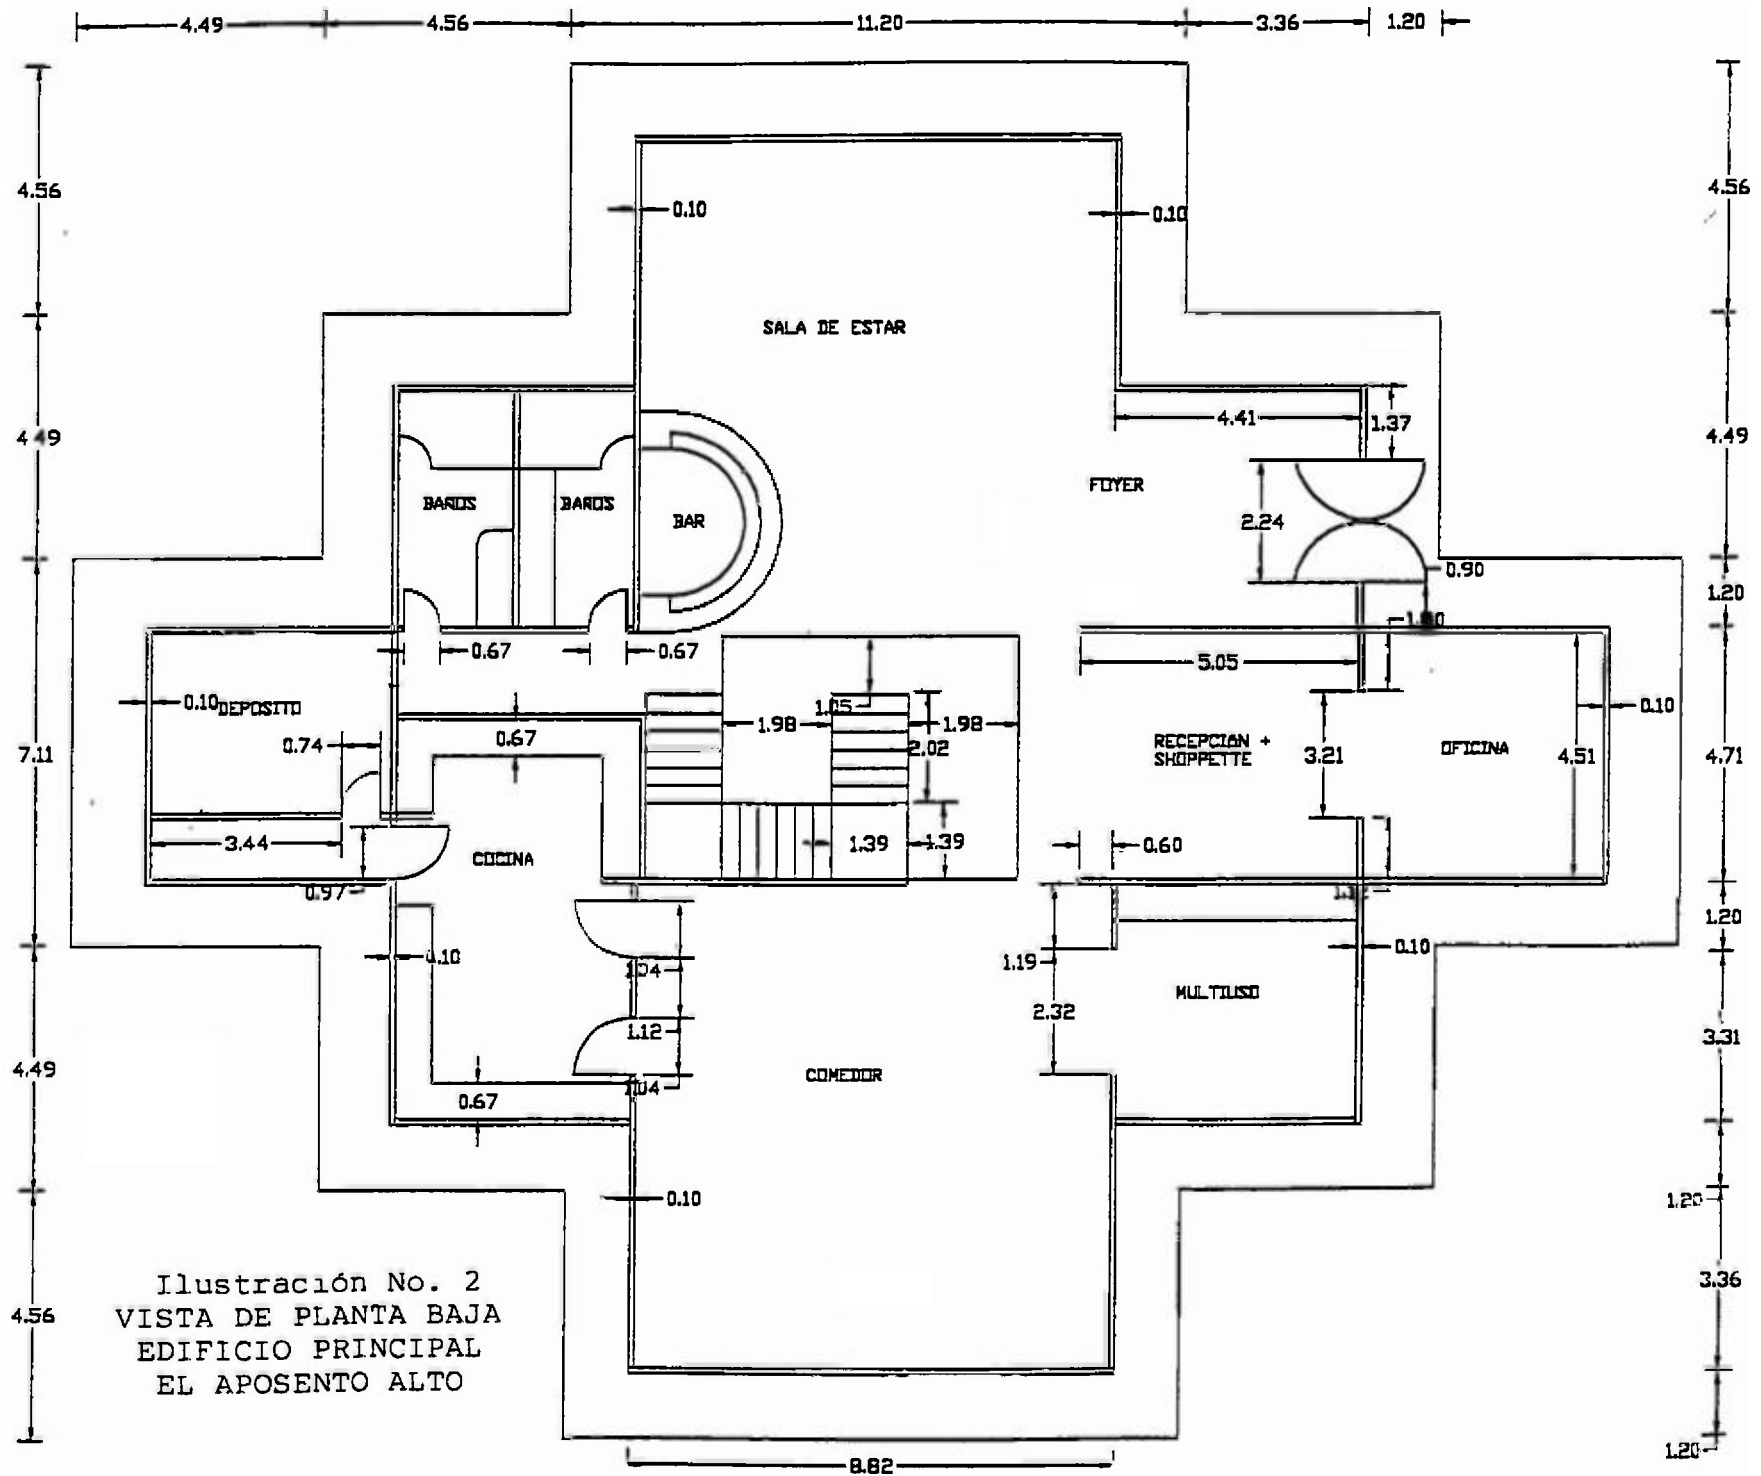 4.49 4.56 11.20 3.36 1.20
4.56 4.56
0.10 0.10
SALA DE ESTAR
4.41 1.37
4.49 4.49
FOYER
BAÑOS BAÑOS BAR 2.24
0.90
1.20
0.67 0.67 5.05
0.10 DEPOSITO 1.05 0.10
1.98 1.98
0.74 0.67 2.02 RECEPCION +
SHOPPETTE 3.21 OFICINA 4.51 4.71
7.11
3.44 COCINA 1.39 1.39 0.60
0.97
1.20
0.10 0.10
1.19
MULTIUSO
1.12 2.32 3.31
4.49 COMEDOR
0.67
0.10 1.20
Ilustración No. 2 3.36
4.56 VISTA DE PLANTA BAJA
EDIFICIO PRINCIPAL
EL APOSENTO ALTO
1.20
8.82